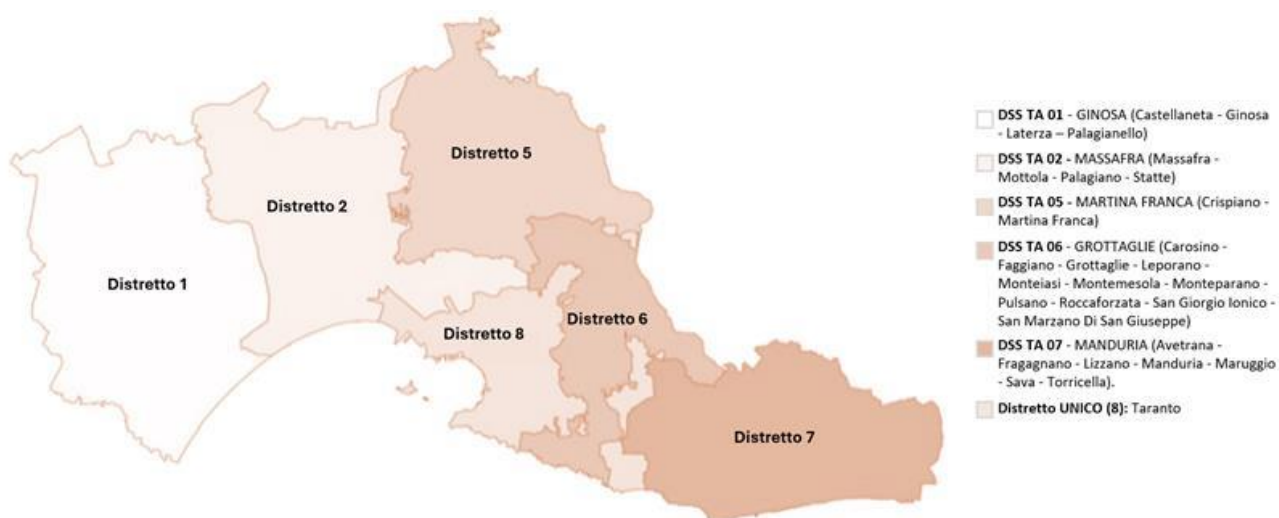 Distretto 5
Distretto 2
Distretto 1
Distretto 8
Distretto 6
Distretto 7
DSS TA 01 - GINOSA (Castellaneta - Ginosa
- Laterza – Palagianello)
DSS TA 02 - MASSAFRA (Massafra -
Mottola - Palagiano - Statte)
DSS TA 05 - MARTINA FRANCA (Crispiano -
Martina Franca)
DSS TA 06 - GROTTAGLIE (Carosino -
Faggiano - Grottaglie - Leporano -
Monteiasi - Montemesola - Monteparano -
Pulsano - Roccaforzata - San Giorgio Ionico -
San Marzano Di San Giuseppe)
DSS TA 07 - MANDURIA (Avetrana -
Fragagnano - Lizzano - Manduria - Maruggio
- Sava - Torricella).
Distretto UNICO (8): Taranto